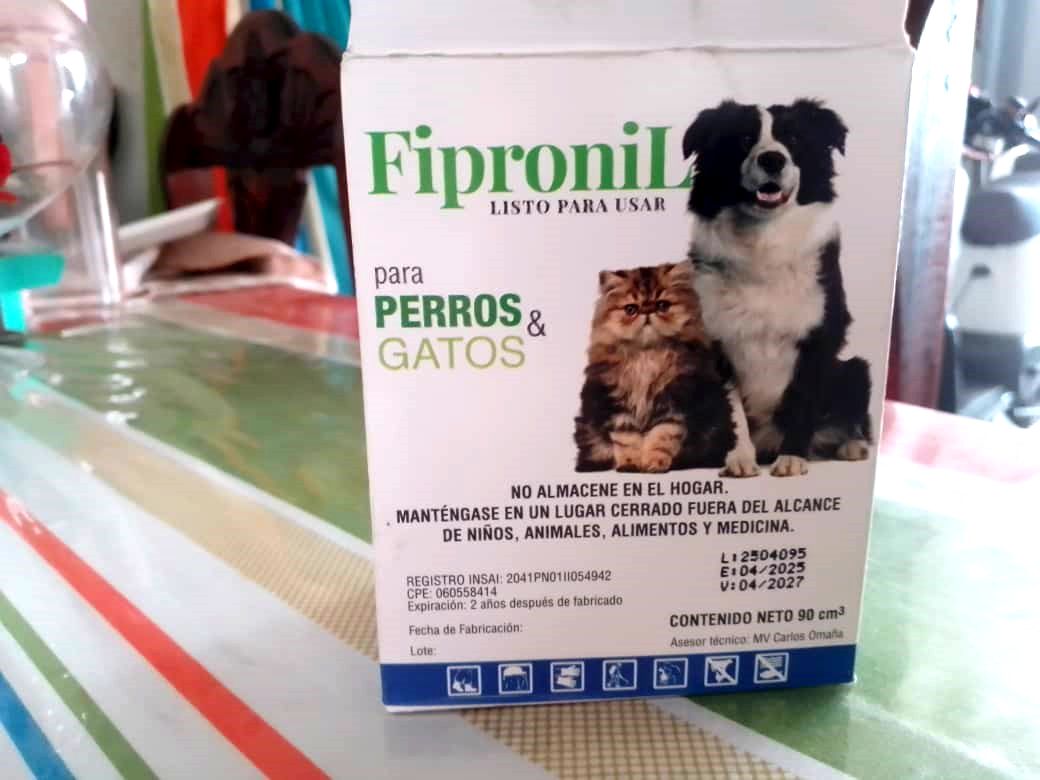 FiproniL
LISTO PARA USAR
para
PERROS &
GATOS
NO ALMACENE EN EL HOGAR.
MANTÉNGASE EN UN LUGAR CERRADO FUERA DEL ALCANCE
DE NIÑOS, ANIMALES, ALIMENTOS Y MEDICINA.
L:2504095
E:04/2025
V:04/2027
REGISTRO INSAI: 2041PN01II054942
CPE: 060558414
Expiración: 2 años después de fabricado
Fecha de Fabricación:
Lote:
CONTENIDO NETO 90 cm³
Asesor técnico: MV Carlos Omaña